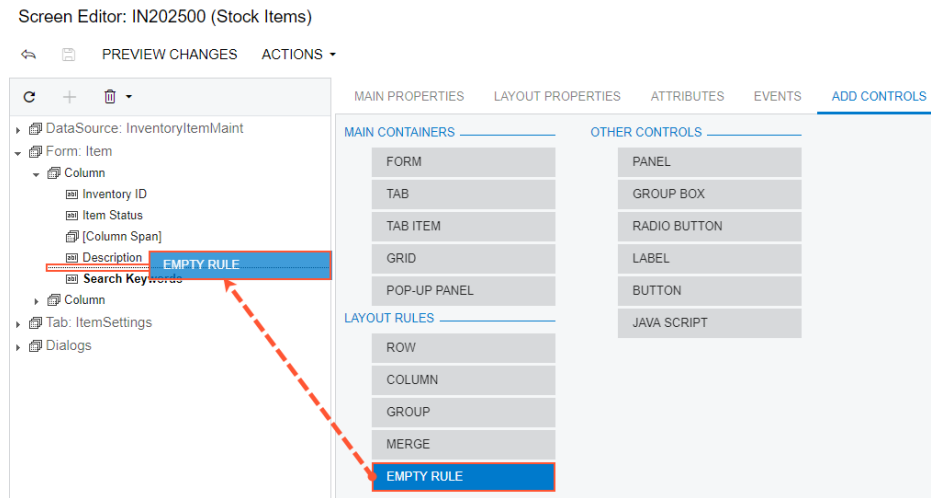 Screen Editor: IN202500 (Stock Items)
PREVIEW CHANGES ACTIONS
DataSource: InventoryItemMaint
Form: Item
Column
Inventory ID
Item Status
[Column Span]
Description
EMPTY RULE
Search Keywords
Column
Tab: ItemSettings
Dialogs
MAIN PROPERTIES LAYOUT PROPERTIES ATTRIBUTES EVENTS ADD CONTROLS
MAIN CONTAINERS
FORM
TAB
TAB ITEM
GRID
POP-UP PANEL
LAYOUT RULES
ROW
COLUMN
GROUP
MERGE
EMPTY RULE
OTHER CONTROLS
PANEL
GROUP BOX
RADIO BUTTON
LABEL
BUTTON
JAVA SCRIPT